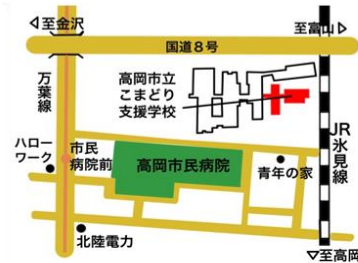 ◁至金沢
至富山▷
国道8号
万葉線
高岡市立
こまどり
支援学校
JR氷見線
ハロー
ワーク
市民
病院前
高岡市民病院
青年の家
北陸電力
▽至高岡